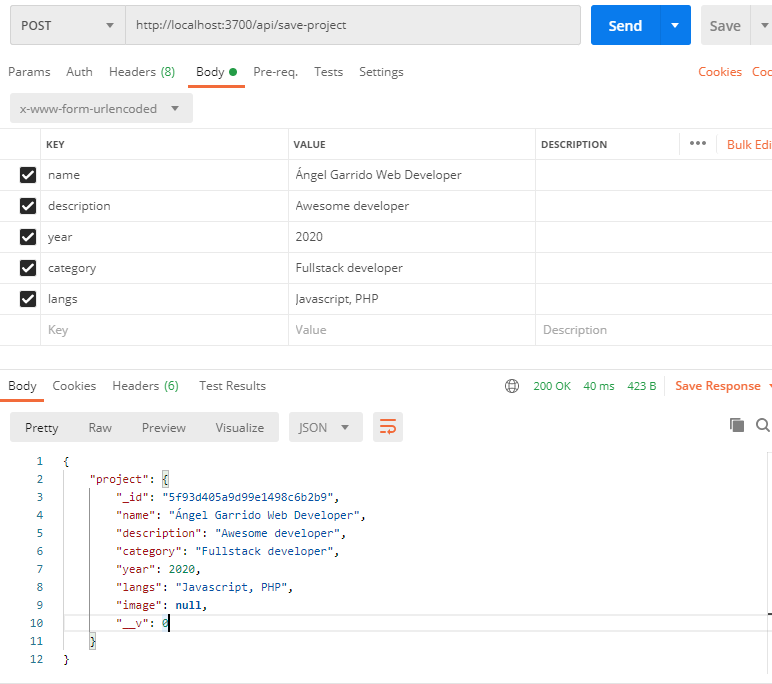 POST http://localhost:3700/api/save-project Send Save
Params Auth Headers (8) Body Pre-req. Tests Settings Cookies Coo
x-www-form-urlencoded
KEY VALUE DESCRIPTION ••• Bulk Edi
name Ángel Garrido Web Developer
description Awesome developer
year 2020
category Fullstack developer
langs Javascript, PHP
Key Value Description
Body Cookies Headers (6) Test Results 200 OK 40 ms 423 B Save Response
Pretty Raw Preview Visualize JSON
1 {
2 "project": {
3 "_id": "5f93d405a9d99e1498c6b2b9",
4 "name": "Ángel Garrido Web Developer",
5 "description": "Awesome developer",
6 "category": "Fullstack developer",
7 "year": 2020,
8 "langs": "Javascript, PHP",
9 "image": null,
10 "__v": 0
11 }
12 }